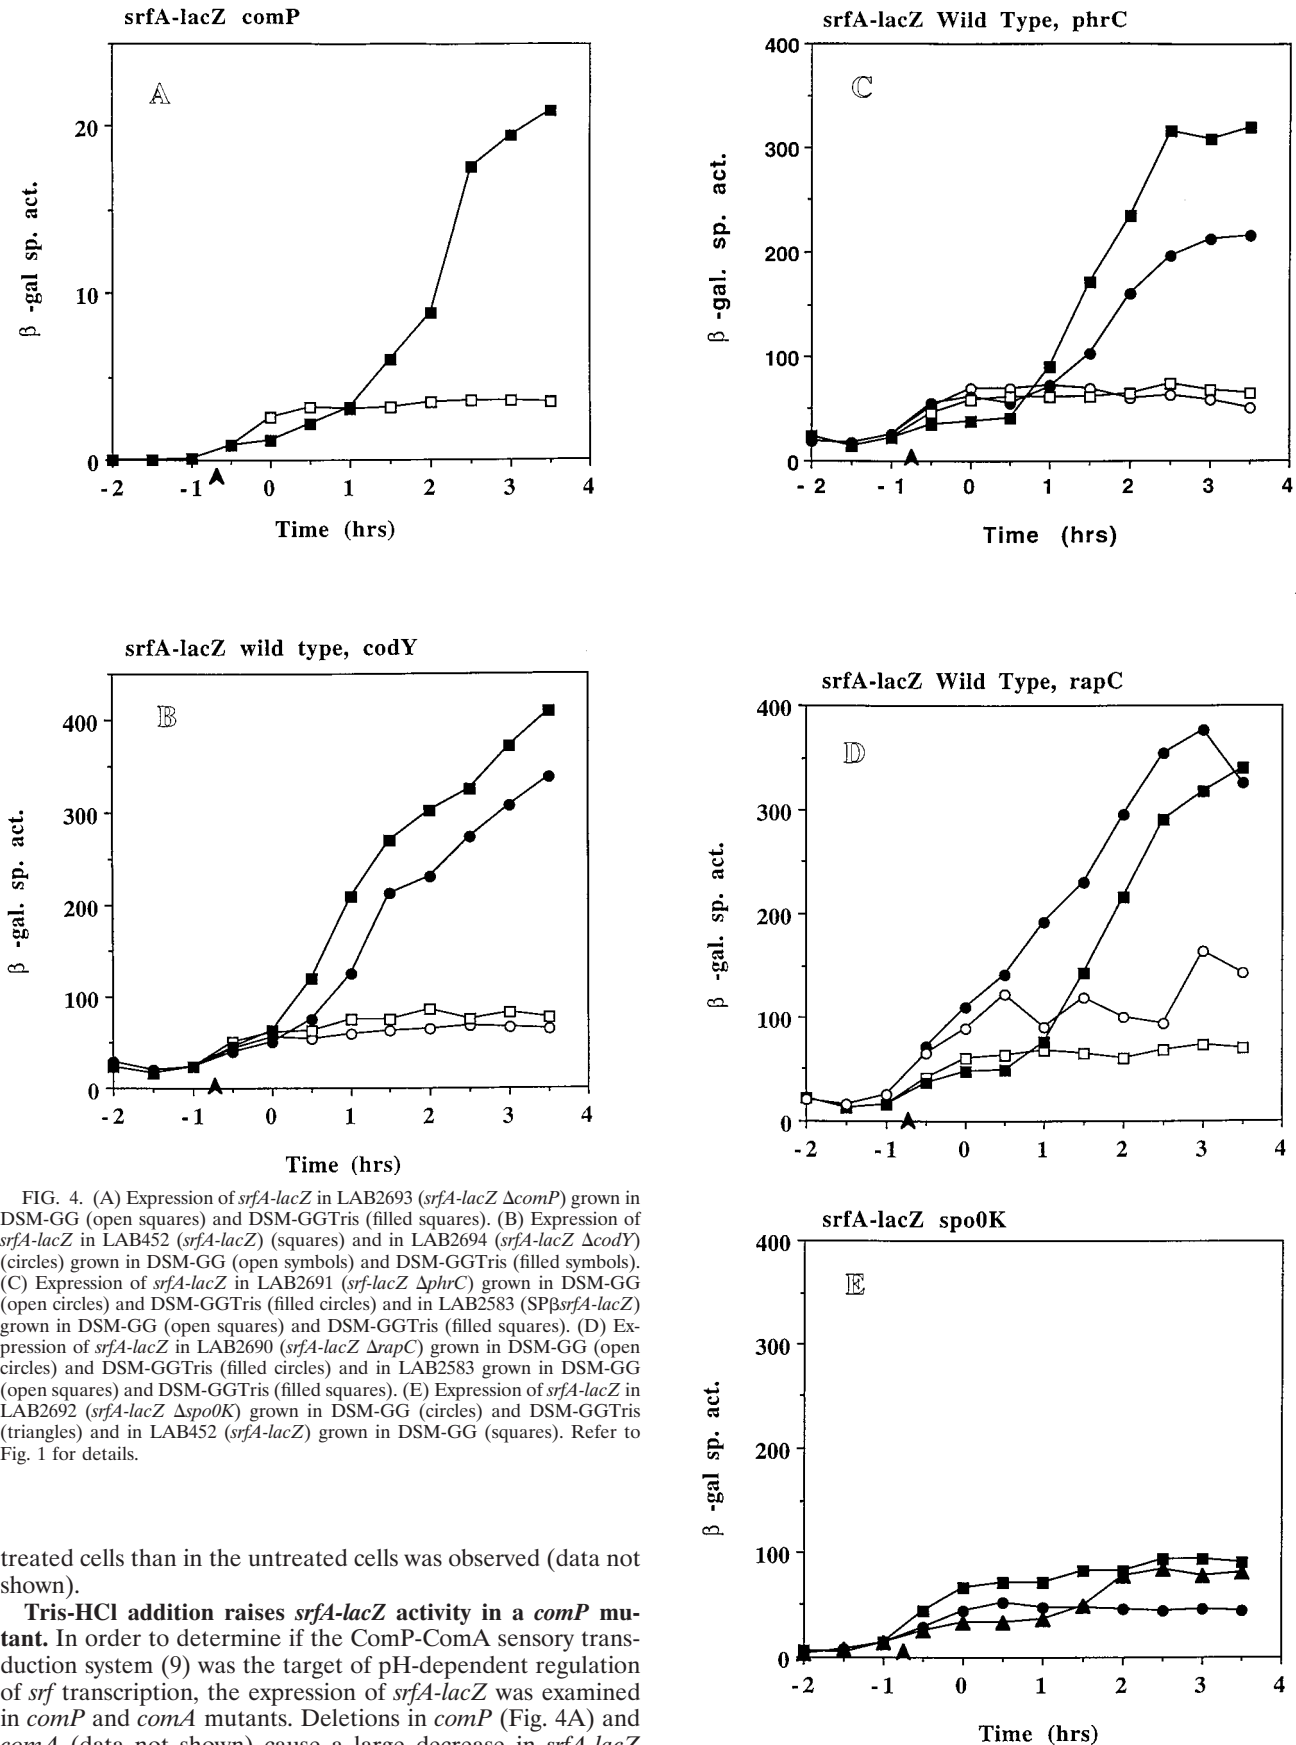 srfA-lacZ comP
A
20
10
0
-2 -1 0 1 2 3 4
β -gal sp. act.
Time (hrs)
srfA-lacZ wild type, codY
B
400
300
200
100
0
-2 -1 0 1 2 3 4
β -gal. sp. act.
Time (hrs)
FIG. 4. (A) Expression of srfA-lacZ in LAB2693 (srfA-lacZ ΔcomP) grown in
DSM-GG (open squares) and DSM-GGTris (filled squares). (B) Expression of
srfA-lacZ in LAB452 (srfA-lacZ) (squares) and in LAB2694 (srfA-lacZ ΔcodY)
(circles) grown in DSM-GG (open symbols) and DSM-GGTris (filled symbols).
(C) Expression of srfA-lacZ in LAB2691 (srf-lacZ ΔphrC) grown in DSM-GG
(open circles) and DSM-GGTris (filled circles) and in LAB2583 (SPβsrfA-lacZ)
grown in DSM-GG (open squares) and DSM-GGTris (filled squares). (D) Ex-
pression of srfA-lacZ in LAB2690 (srfA-lacZ ΔrapC) grown in DSM-GG (open
circles) and DSM-GGTris (filled circles) and in LAB2583 grown in DSM-GG
(open squares) and DSM-GGTris (filled squares). (E) Expression of srfA-lacZ in
LAB2692 (srfA-lacZ Δspo0K) grown in DSM-GG (circles) and DSM-GGTris
(triangles) and in LAB452 (srfA-lacZ) grown in DSM-GG (squares). Refer to
Fig. 1 for details.
treated cells than in the untreated cells was observed (data not
shown).
Tris-HCl addition raises srfA-lacZ activity in a comP mu-
tant. In order to determine if the ComP-ComA sensory trans-
duction system (9) was the target of pH-dependent regulation
of srf transcription, the expression of srfA-lacZ was examined
in comP and comA mutants. Deletions in comP (Fig. 4A) and
comA (data not shown) cause a large decrease in srfA-lacZ
srfA-lacZ Wild Type, phrC
C
400
300
200
100
0
- 2 - 1 0 1 2 3 4
β -gal. sp. act.
Time (hrs)
srfA-lacZ Wild Type, rapC
D
400
300
200
100
0
-2 -1 0 1 2 3 4
β -gal. sp. act.
srfA-lacZ spo0K
E
400
300
200
100
0
-2 -1 0 1 2 3 4
β -gal sp. act.
Time (hrs)